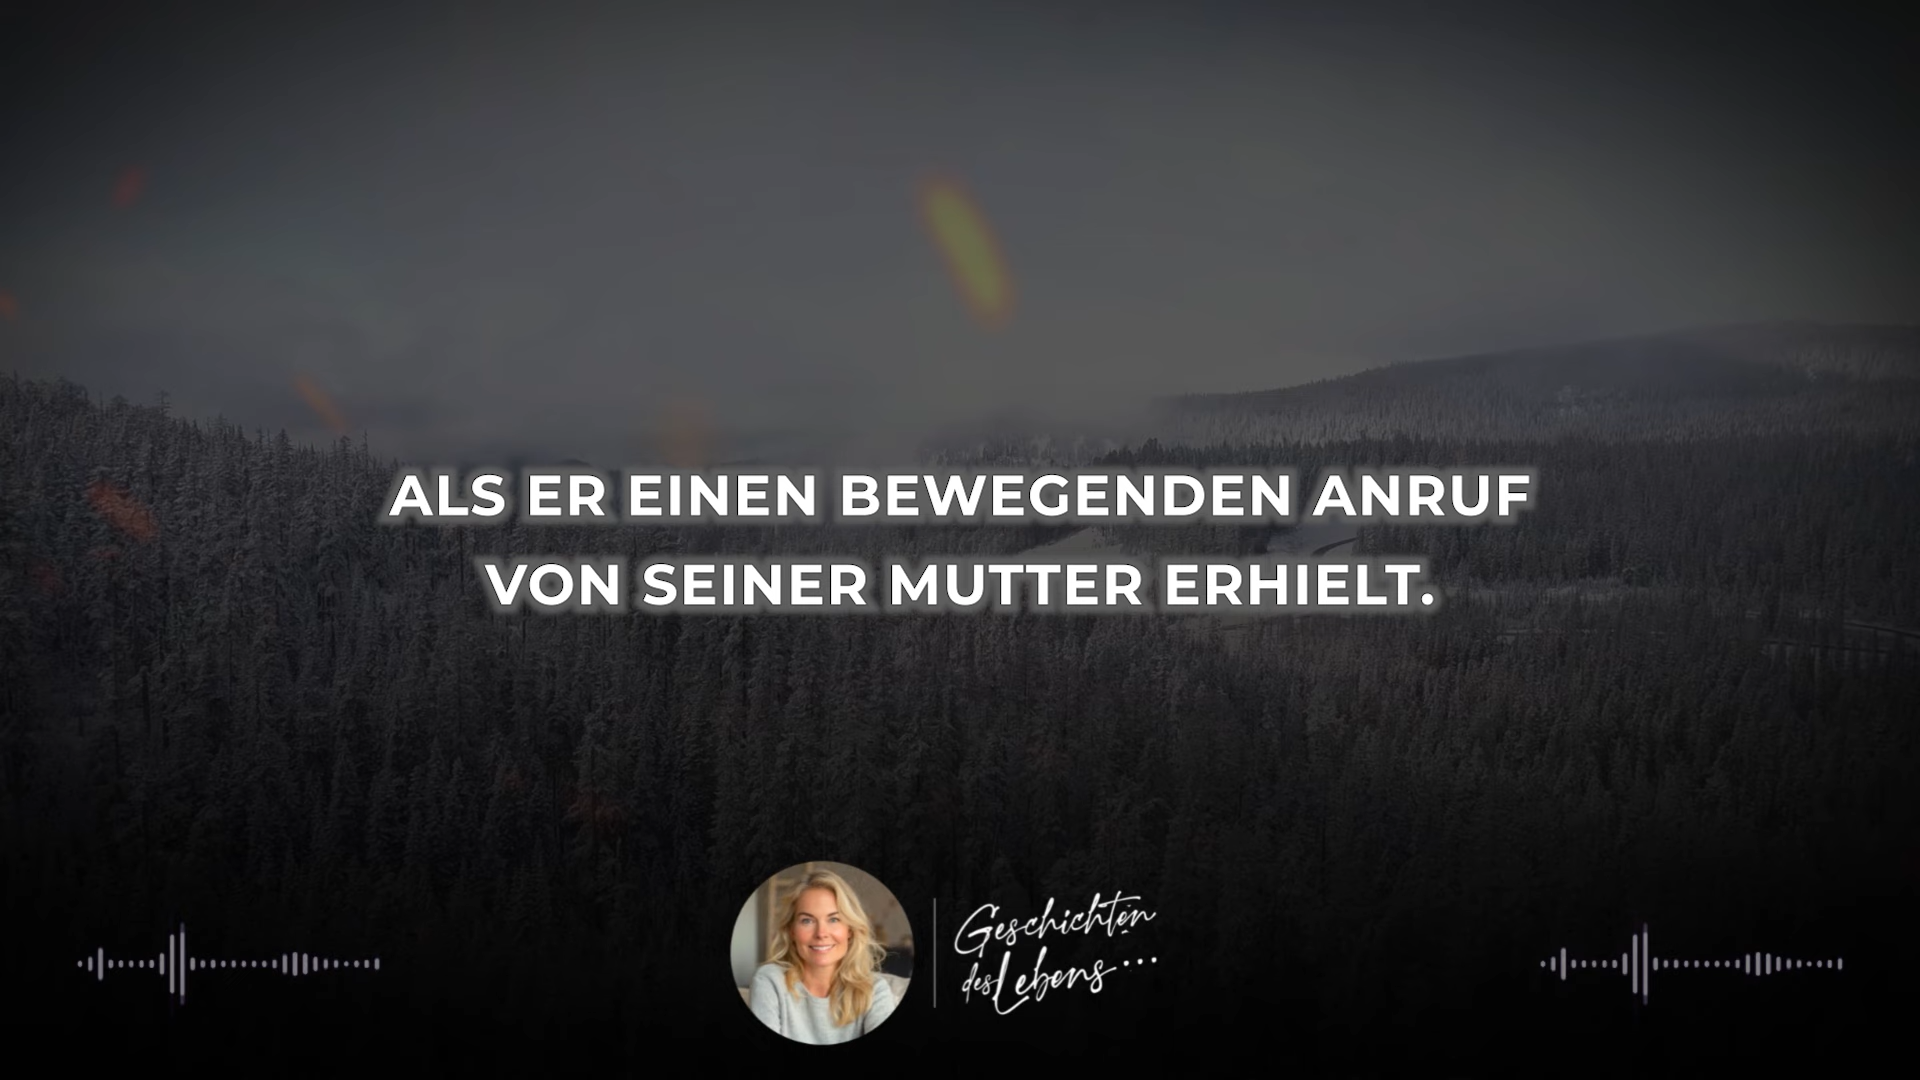 ALS ER EINEN BEWEGENDEN ANRUF
VON SEINER MUTTER ERHIELT.
Geschichten
des Lebens...